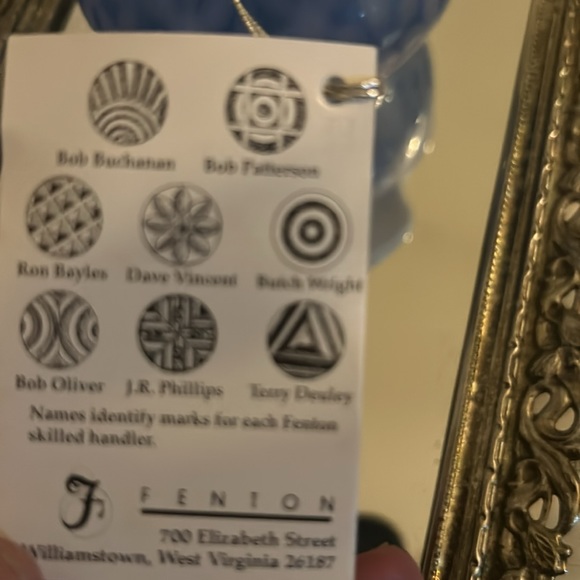 Bob Buchanan Bob Patterson
Ron Bayles Dave Vincent Butch Wright
Bob Oliver J.R. Phillips Terry Deuley
Names identify marks for each Fenton
skilled handler.
F FENTON
700 Elizabeth Street
Williamstown, West Virginia 26187